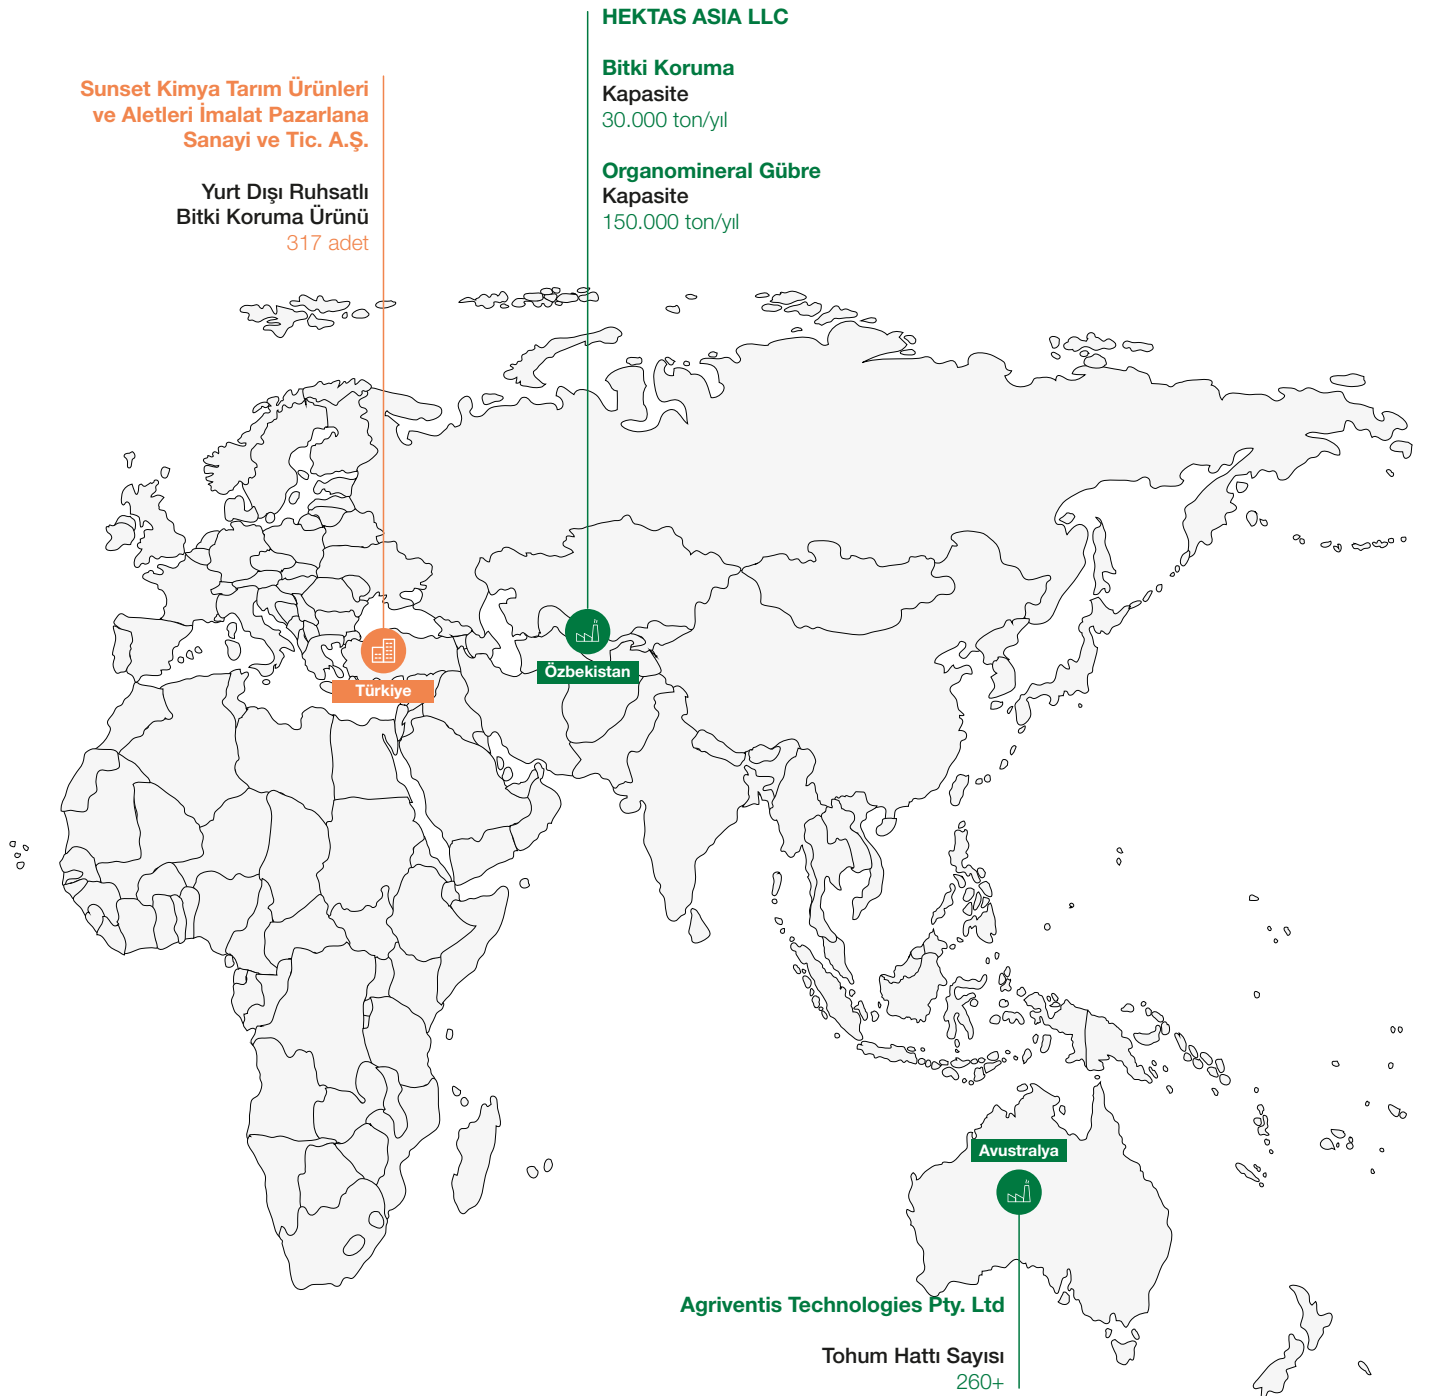 HEKTAS ASIA LLC
Bitki Koruma
Kapasite
30.000 ton/yıl
Organomineral Gübre
Kapasite
150.000 ton/yıl
Sunset Kimya Tarım Ürünleri
ve Aletleri İmalat Pazarlana
Sanayi ve Tic. A.Ş.
Yurt Dışı Ruhsatlı
Bitki Koruma Ürünü
317 adet
Özbekistan
Türkiye
Avustralya
Agriventis Technologies Pty. Ltd
Tohum Hattı Sayısı
260+